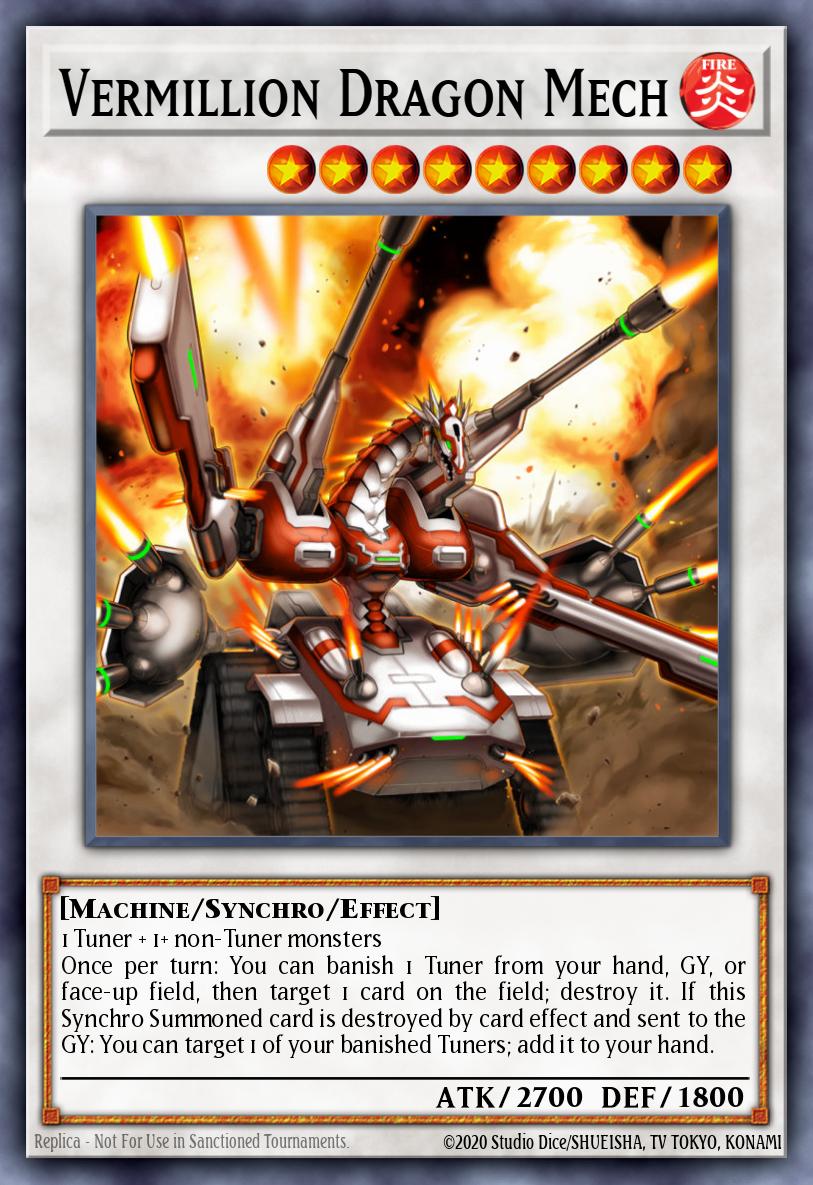 Vermillion Dragon Mech
FIRE
炎
[Machine/Synchro/Effect]
1 Tuner + 1+ non-Tuner monsters
Once per turn: You can banish 1 Tuner from your hand, GY, or
face-up field, then target 1 card on the field; destroy it. If this
Synchro Summoned card is destroyed by card effect and sent to the
GY: You can target 1 of your banished Tuners; add it to your hand.
ATK/2700 DEF/1800
Replica - Not For Use in Sanctioned Tournaments.
©2020 Studio Dice/SHUEISHA, TV TOKYO, KONAMI